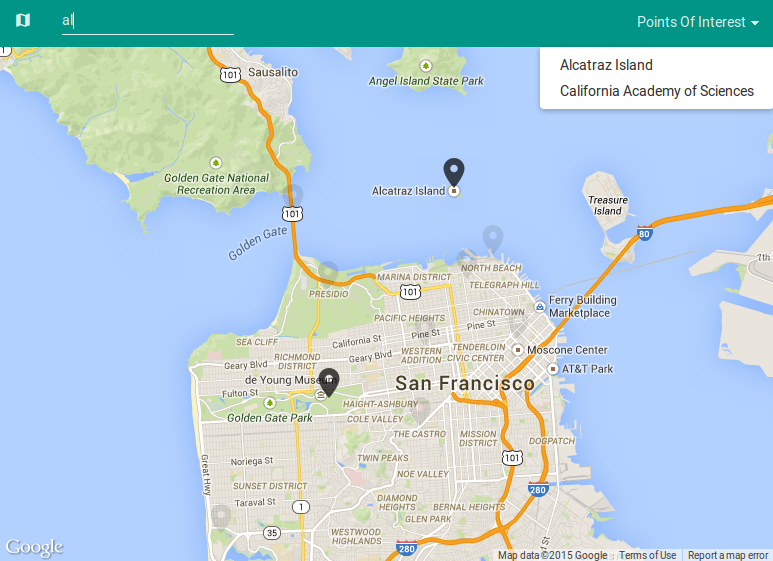 al
Points Of Interest
Alcatraz Island
California Academy of Sciences
1
101
Sausalito
Angel Island State Park
Golden Gate National
Recreation Area
Alcatraz Island
Treasure
Island
101
80
Golden Gate
7th
PRESIDIO
MARINA DISTRICT
NORTH BEACH
TELEGRAPH HILL
101
Ferry Building
Marketplace
PACIFIC HEIGHTS
CHINATOWN
Pine St
Pine St
SEA CLIFF
California St
Geary Blvd
Geary Blvd
RICHMOND
DISTRICT
WESTERN
ADDITION
TENDERLOIN
CIVIC CENTER
Moscone Center
AT&T Park
de Young Museum
Fulton St
San Francisco
Golden Gate Park
HAIGHT-ASHBURY
COLE VALLEY
THE CASTRO
MISSION
DISTRICT
DOGPATCH
Noriega St
Great Hwy
TWIN PEAKS
101
NOE VALLEY
SUNSET DISTRICT
280
Taraval St
1
DIAMOND
HEIGHTS
BERNAL HEIGHTS
GLEN PARK
35
WESTWOOD
HIGHLANDS
280
3rd St
Google
Map data ©2015 Google
Terms of Use
Report a map error